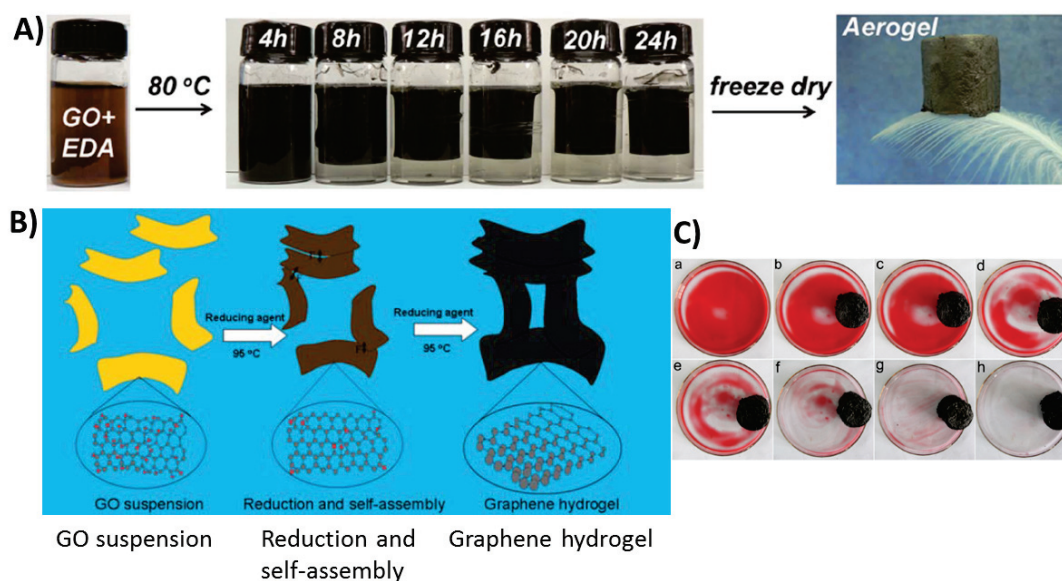 A)
GO+
EDA
80 °C
4h
8h
12h
16h
20h
24h
freeze dry
Aerogel
B)
Reducing agent
95 °C
Reducing agent
95 °C
GO suspension
Reduction and self-assembly
Graphene hydrogel
GO suspension
Reduction and
self-assembly
Graphene hydrogel
C)
a
b
c
d
e
f
g
h